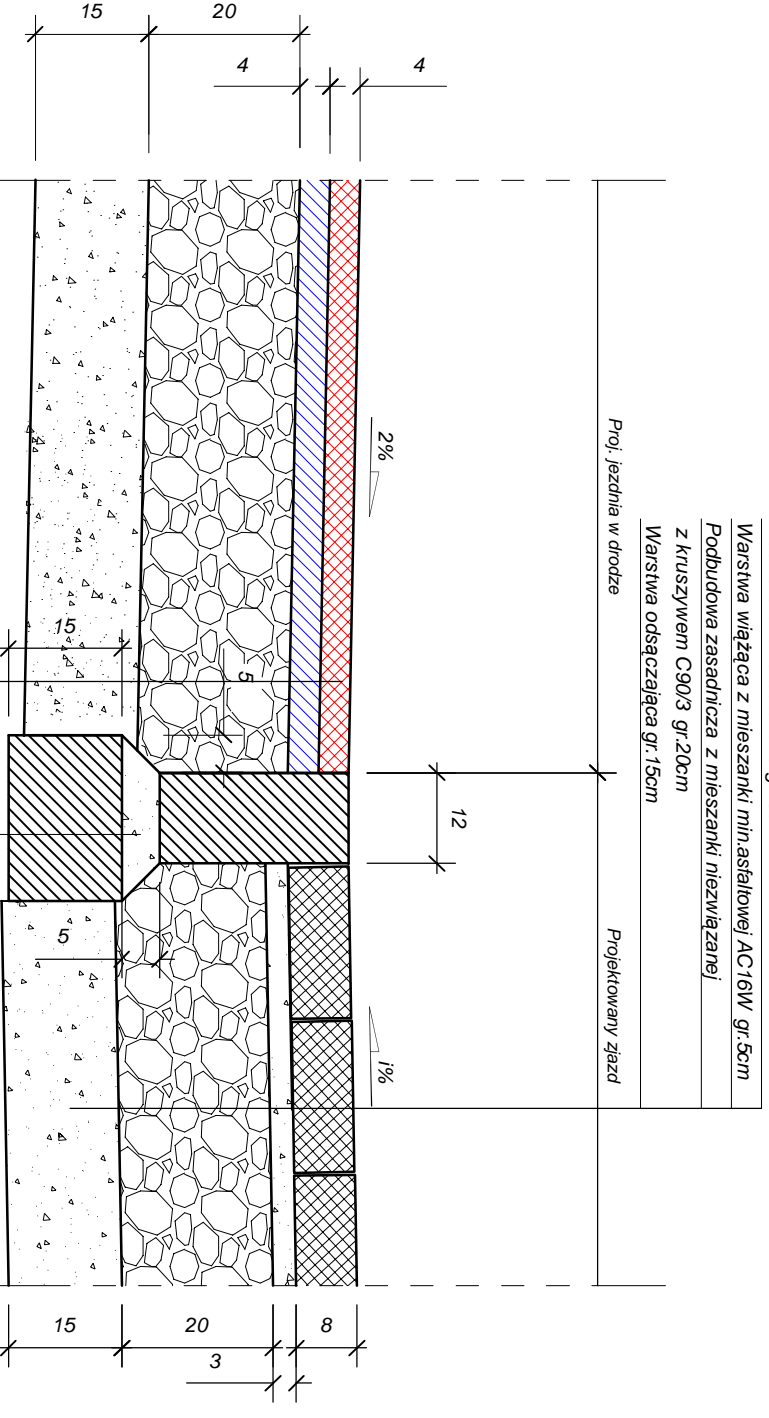 15
20
4
4
Warstwa wiążąca z mieszanki min.asfaltowej AC16W gr.5cm
Podbudowa zasadnicza z mieszanki niezwiązanej
z kruszywem C90/3 gr.20cm
Warstwa odsączająca gr.15cm
Proj. jezdnia w drodze
Projektowany zjazd
2%
i%
15
5
12
5
15
20
8
3